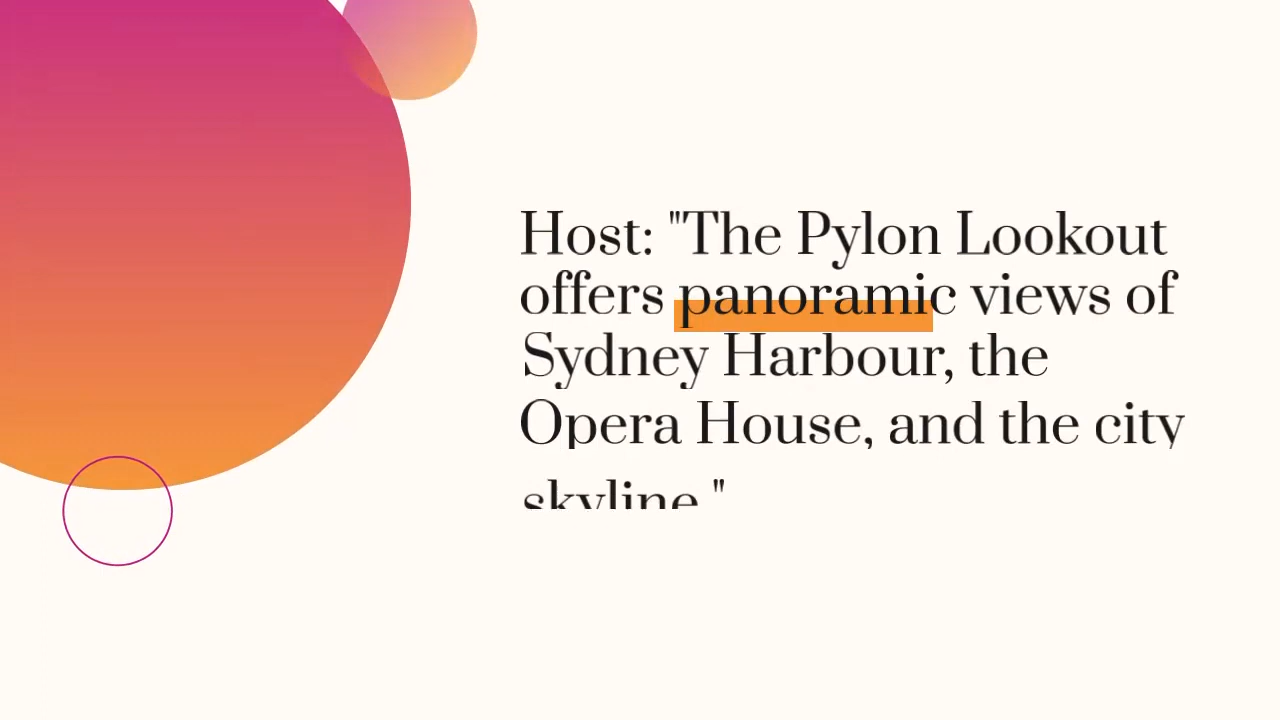 Host: "The Pylon Lookout
offers panoramic views of
Sydney Harbour, the
Opera House, and the city
skyline."